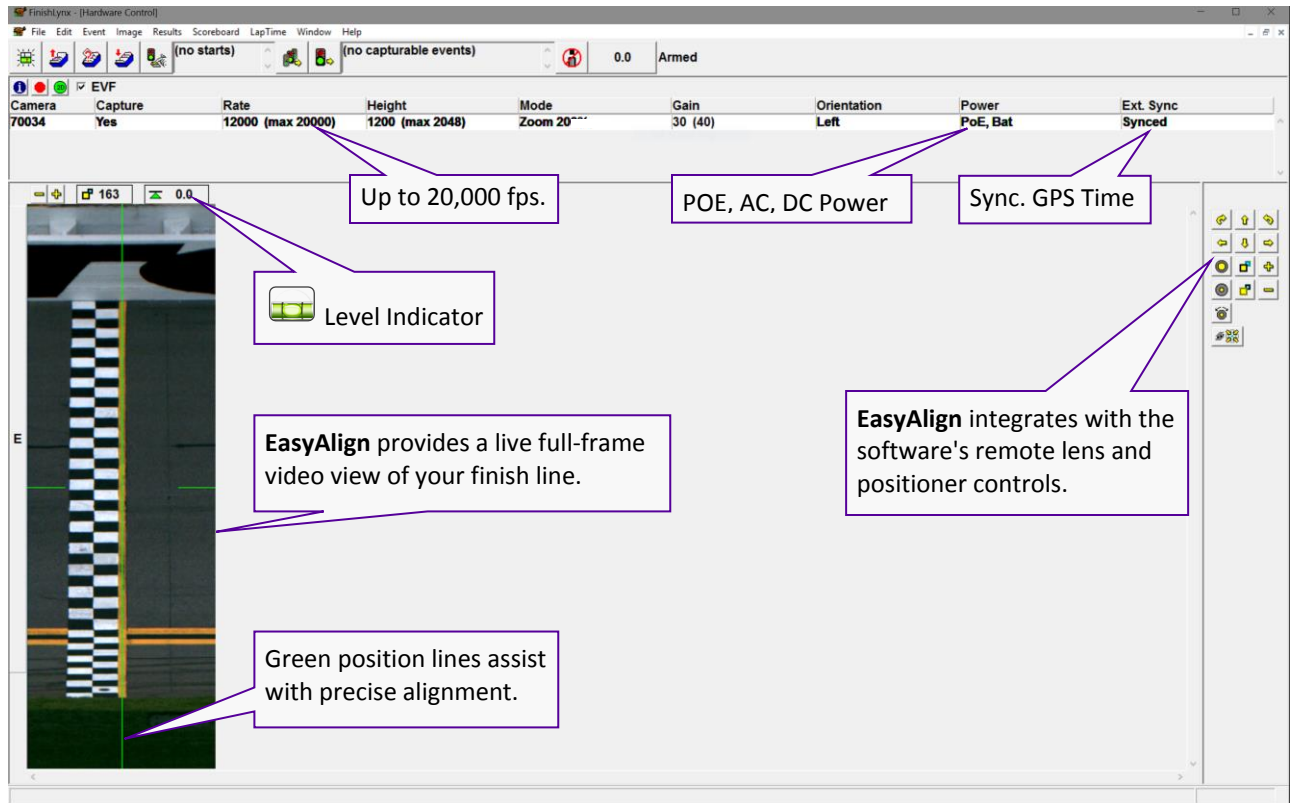 FinishLynx - [Hardware Control]
File Edit Event Image Results Scoreboard LapTime Window Help
(no starts) (no capturable events) 0.0 Armed
EVF
Camera Capture Rate Height Mode Gain Orientation Power Ext. Sync
70034 Yes 12000 (max 20000) 1200 (max 2048) Zoom 30 (40) Left PoE, Bat Synced
163 0.0
Up to 20,000 fps.
POE, AC, DC Power
Sync. GPS Time
Level Indicator
E
EasyAlign provides a live full-frame
video view of your finish line.
EasyAlign integrates with the
software's remote lens and
positioner controls.
Green position lines assist
with precise alignment.